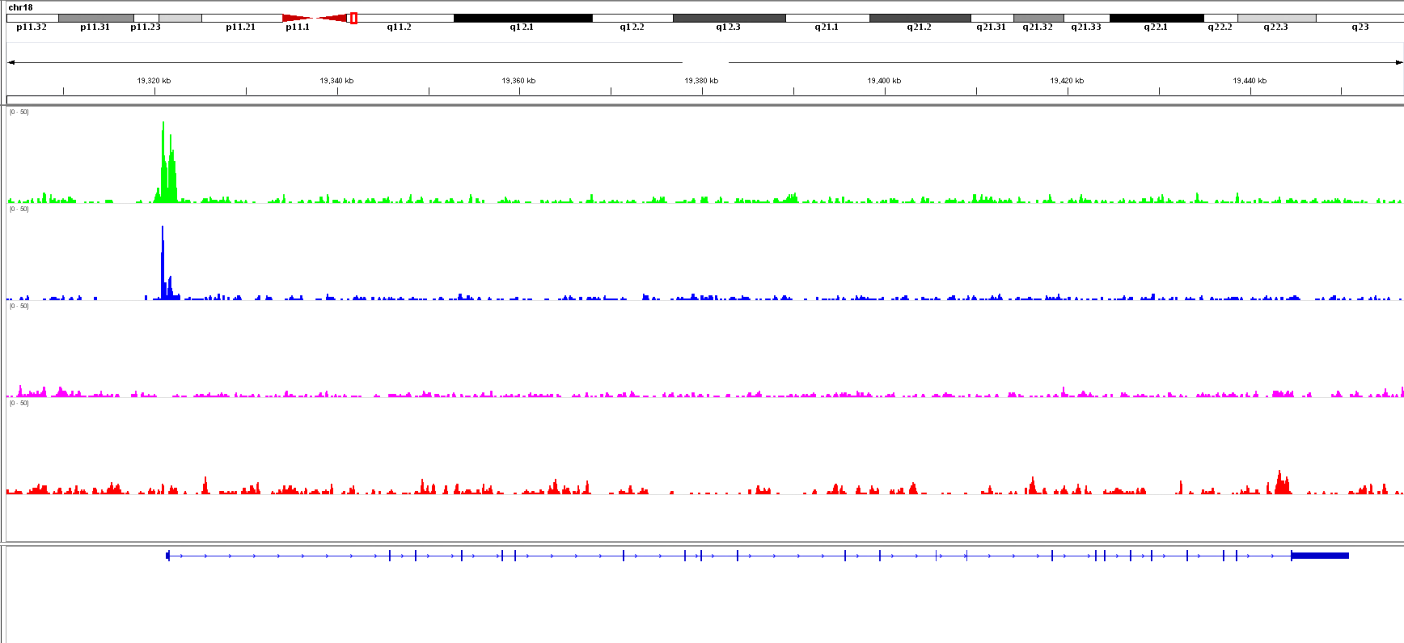 chr18
p11.32 p11.31 p11.23 p11.21 p11.1 q11.2 q12.1 q12.2 q12.3 q21.1 q21.2 q21.31 q21.32 q21.33 q22.1 q22.2 q22.3 q23
19,320 kb 19,340 kb 19,360 kb 19,380 kb 19,400 kb 19,420 kb 19,440 kb
[0 - 50]
[0 - 50]
[0 - 50]
[0 - 50]